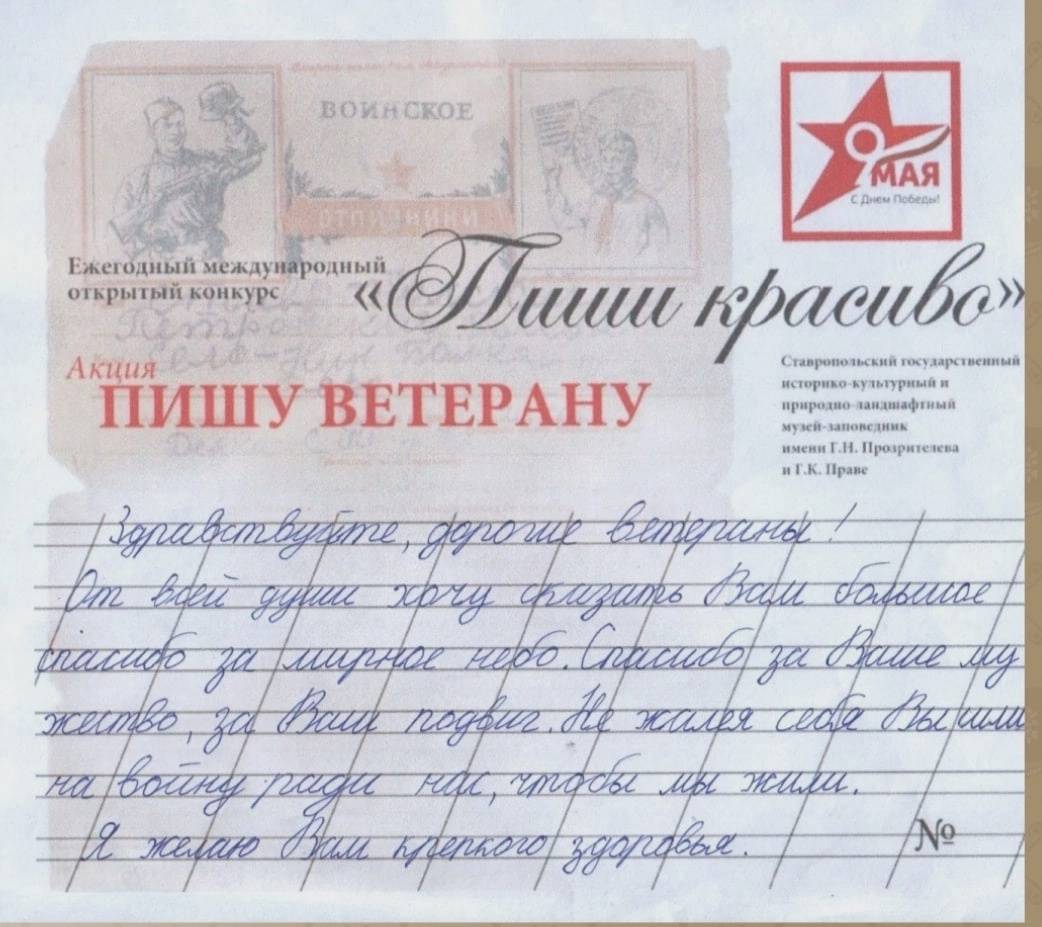 ВОИНСКОЕ
ОТПРАВНИКИ
9 МАЯ
С Днем Победы!
Ежегодный международный
открытый конкурс
«Пиши красиво»
Акция
ПИШУ ВЕТЕРАНУ
Ставропольский государственный
историко-культурный и
природно-ландшафтный
музей-заповедник
имени Г.Н. Прозрителева
и Г.К. Праве
Здравствуйте, дорогие ветераны!
От всей души хочу сказать Вам большое
спасибо за мирное небо. Спасибо за Ваше му
жество, за Ваш подвиг. Не жалея себя Вы шли
на войну ради нас, чтобы мы жили.
Я желаю Вам крепкого здоровья.
№